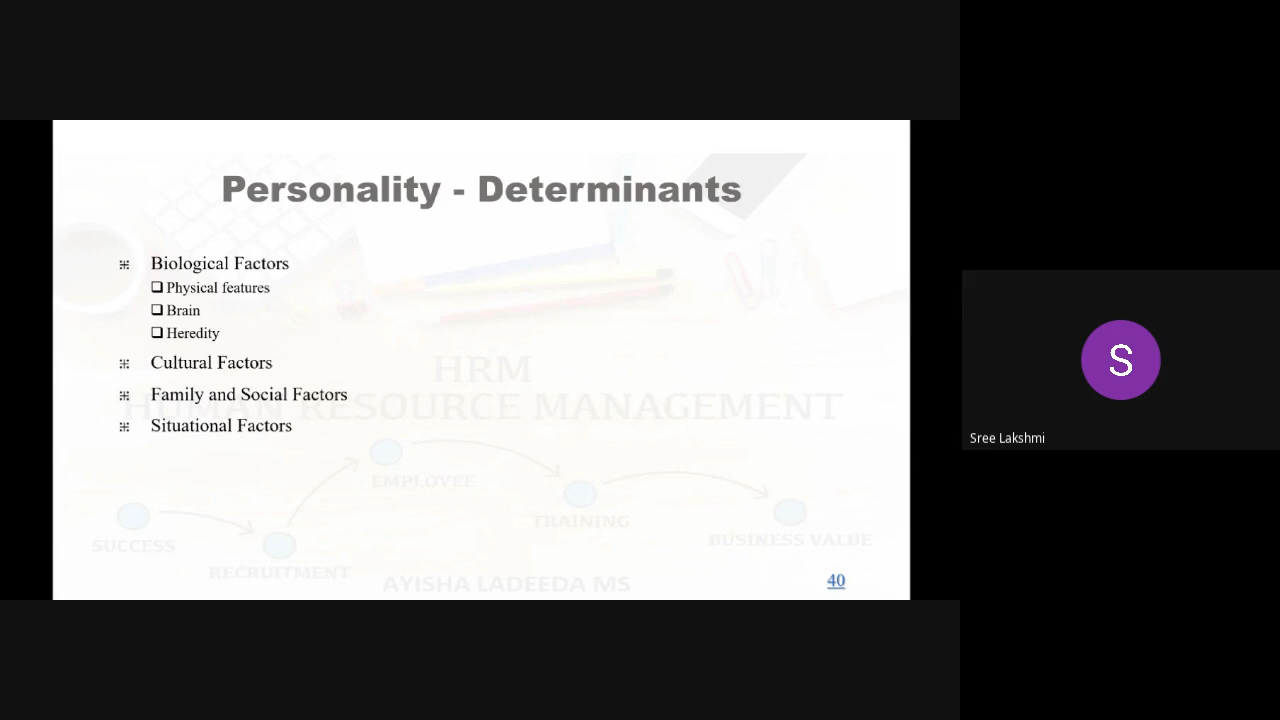 Personality - Determinants
Biological Factors
Physical features
Brain
Heredity
Cultural Factors
Family and Social Factors
Situational Factors
HRM
HUMAN RESOURCE MANAGEMENT
EMPLOYEE
TRAINING
SUCCESS
BUSINESS VALUE
RECRUITMENT
AYISHA LADEEDA MS
40
S
Sree Lakshmi